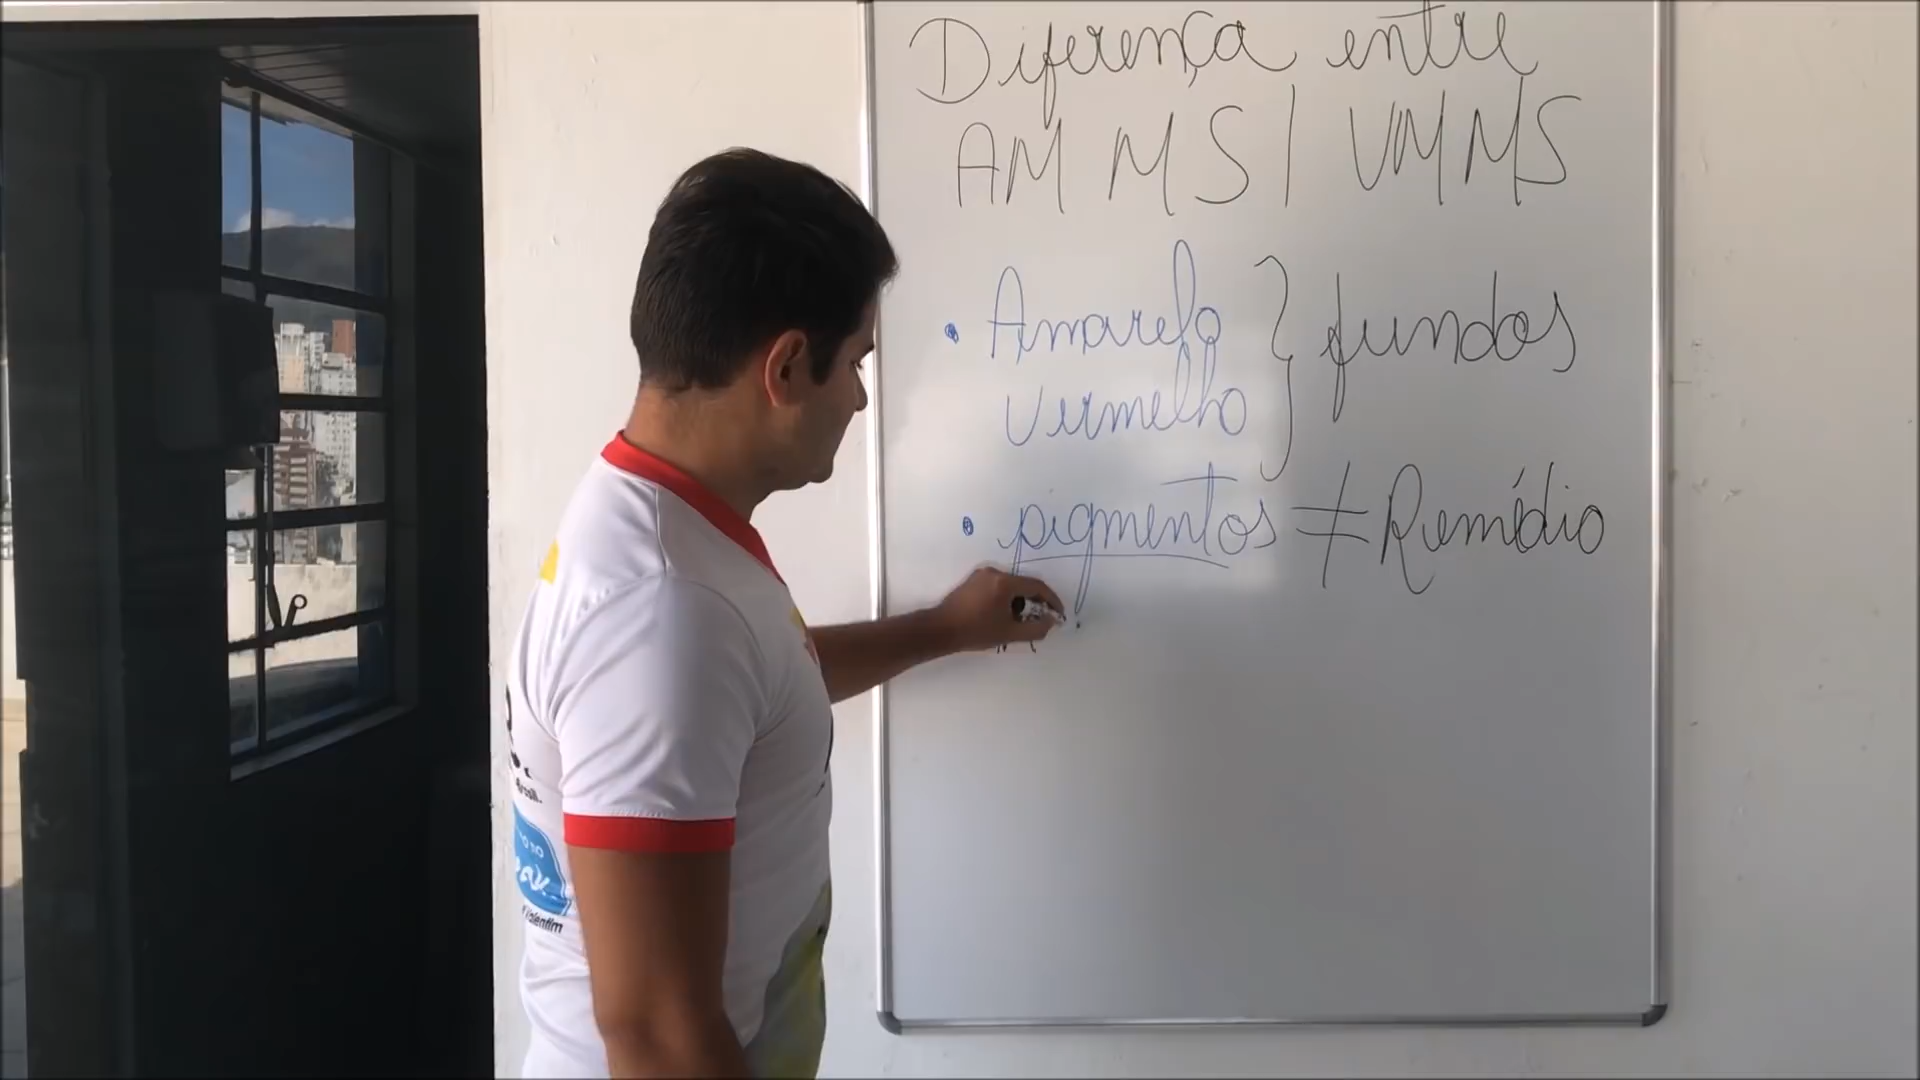 Diferença entre
AM MS / VM MS
• Amarelo } fundos
Vermelho
• pigmentos ≠ Remédio